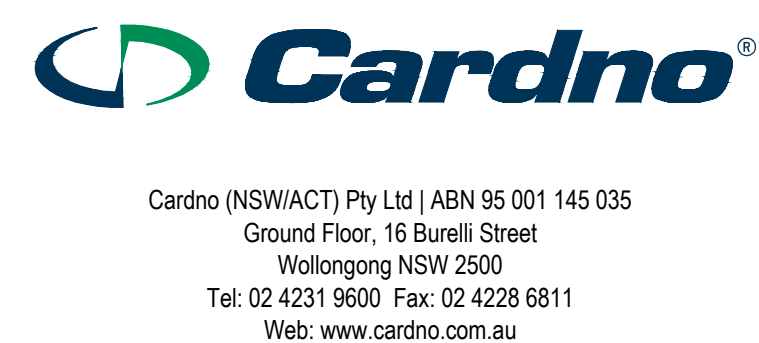 Cardno®
Cardno (NSW/ACT) Pty Ltd | ABN 95 001 145 035
Ground Floor, 16 Burelli Street
Wollongong NSW 2500
Tel: 02 4231 9600  Fax: 02 4228 6811
Web: www.cardno.com.au